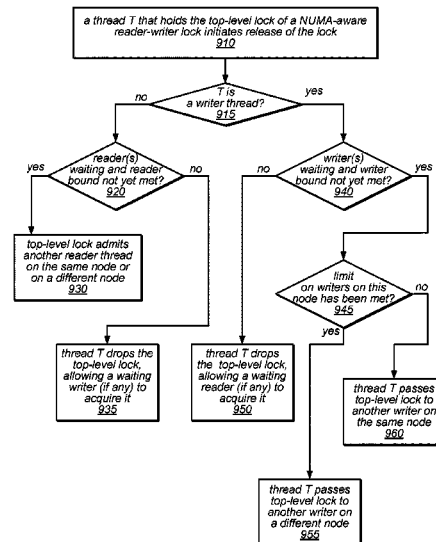 a thread T that holds the top-level lock of a NUMA-aware
reader-writer lock initiates release of the lock
910
no
T is
a writer thread?
915
yes
yes
reader(s)
waiting and reader
bound not yet met?
920
no
no
writer(s)
waiting and writer
bound not yet met?
940
yes
top-level lock admits
another reader thread
on the same node or
on a different node
930
limit
on writers on this
node has been met?
945
yes
no
thread T drops the
top-level lock,
allowing a waiting
writer (if any) to
acquire it
935
thread T drops
the top-level lock,
allowing a waiting
reader (if any) to
acquire it
950
thread T passes
top-level lock to
another writer on
the same node
960
thread T passes
top-level lock to
another writer on
a different node
955